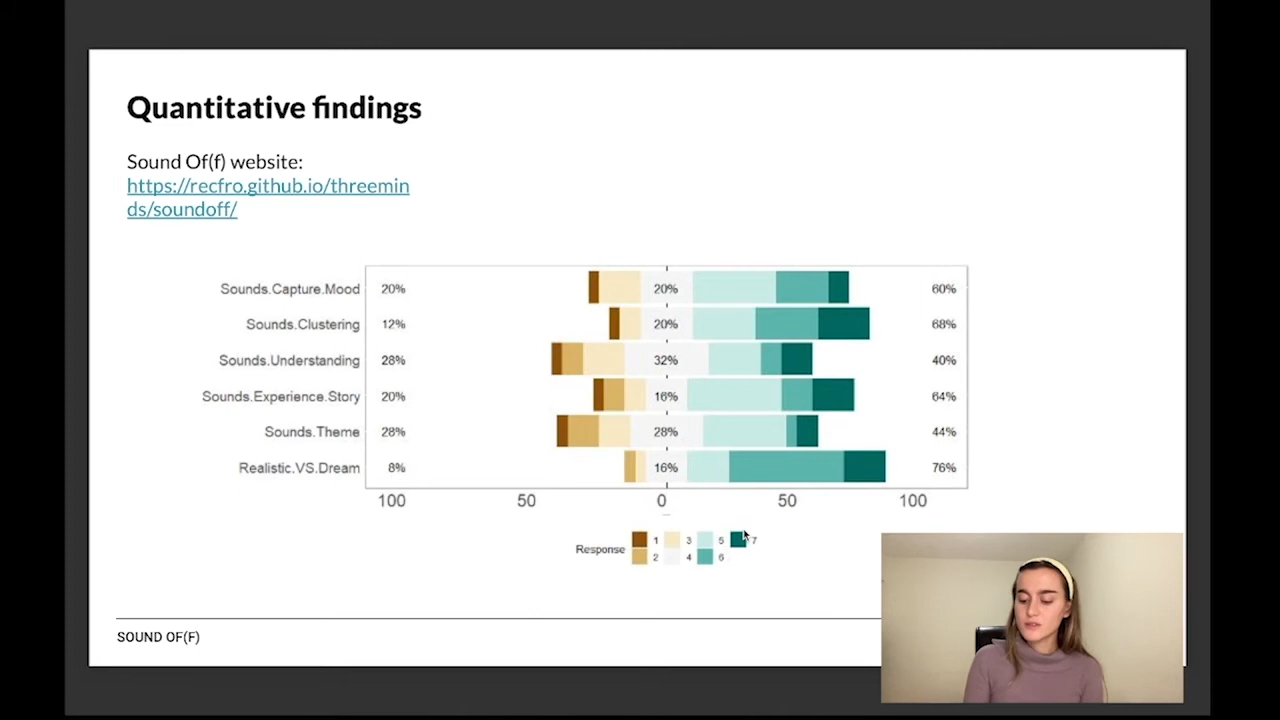 Quantitative findings
Sound Of(f) website:
https://recfro.github.io/threemin
ds/soundoff/
Sounds.Capture.Mood 20% 20% 60%
Sounds.Clustering 12% 20% 68%
Sounds.Understanding 28% 32% 40%
Sounds.Experience.Story 20% 16% 64%
Sounds.Theme 28% 28% 44%
Realistic.VS.Dream 8% 16% 76%
100 50 0 50 100
Response 1 3 5 7
2 4 6
SOUND OF(F)